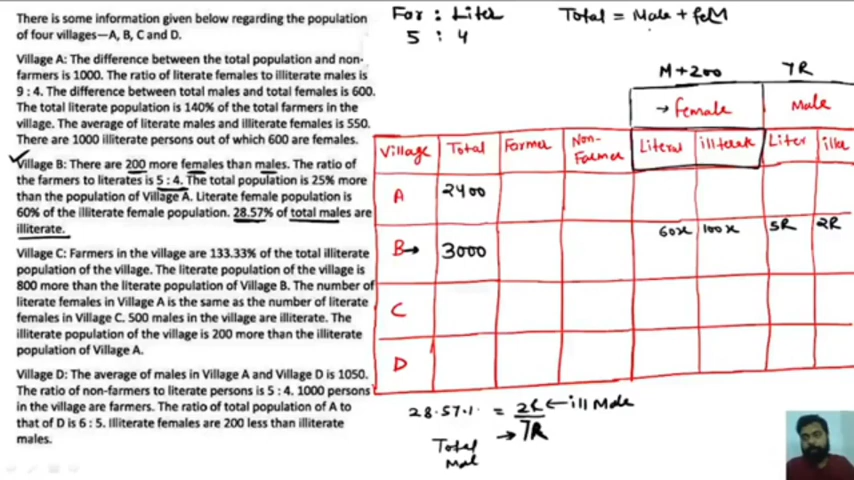 There is some information given below regarding the population
of four villages—A, B, C and D.
Village A: The difference between the total population and non-
farmers is 1000. The ratio of literate females to illiterate males is
9 : 4. The difference between total males and total females is 600.
The total literate population is 140% of the total farmers in the
village. The average of literate males and illiterate females is 550.
There are 1000 illiterate persons out of which 600 are females.
Village B: There are 200 more females than males. The ratio of
the farmers to literates is 5 : 4. The total population is 25% more
than the population of Village A. Literate female population is
60% of the illiterate female population. 28.57% of total males are
illiterate.
Village C: Farmers in the village are 133.33% of the total illiterate
population of the village. The literate population of the village is
800 more than the literate population of Village B. The number of
literate females in Village A is the same as the number of literate
females in Village C. 500 males in the village are illiterate. The
illiterate population of the village is 200 more than the illiterate
population of Village A.
Village D: The average of males in Village A and Village D is 1050.
The ratio of non-farmers to literate persons is 5 : 4. 1000 persons
in the village are farmers. The ratio of total population of A to
that of D is 6 : 5. Illiterate females are 200 less than illiterate
males.
For : Liter
5 : 4
Total = Male + feM
M+200 7R
→ female Male
Village Total Farmer Non-Farmer Literal illterate Liter ille
A 2400
B→ 3000 60x 100x 5R 2R
C
D
28.57.1. = 2R ← ill Male
Total Mal → 7R